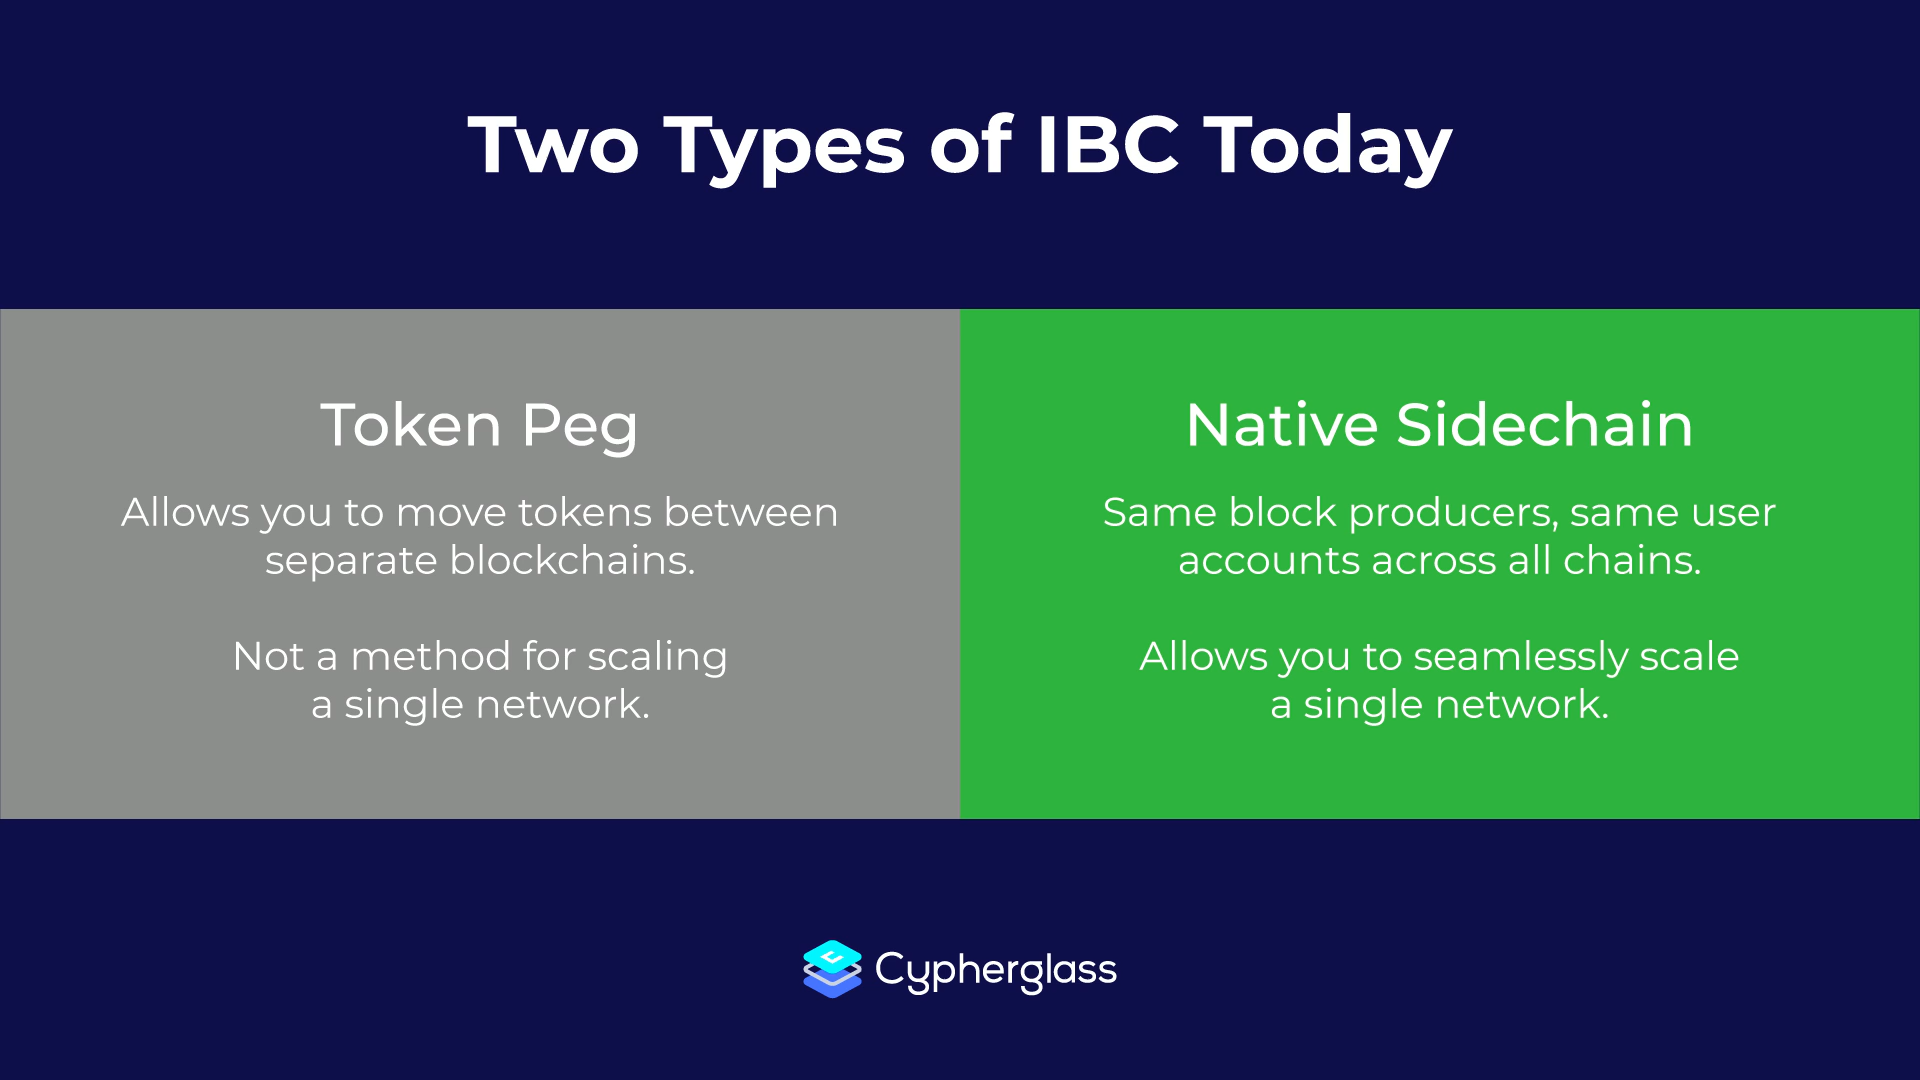 Two Types of IBC Today
Token Peg
Allows you to move tokens between
separate blockchains.
Not a method for scaling
a single network.
Native Sidechain
Same block producers, same user
accounts across all chains.
Allows you to seamlessly scale
a single network.
Cypherglass